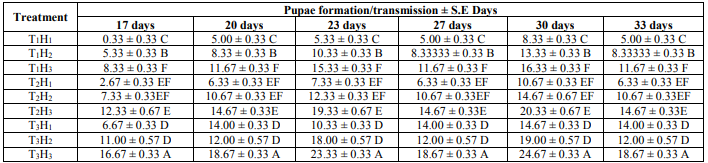 Treatment Pupae formation/transmission ± S.E Days
17 days 20 days 23 days 27 days 30 days 33 days
T1H1 0.33 ± 0.33 C 5.00 ± 0.33 C 5.33 ± 0.33 C 5.00 ± 0.33 C 8.33 ± 0.33 C 5.00 ± 0.33 C
T1H2 5.33 ± 0.33 B 8.33 ± 0.33 B 10.33 ± 0.33 B 8.33333 ± 0.33 B 13.33 ± 0.33 B 8.33333 ± 0.33 B
T1H3 8.33 ± 0.33 F 11.67 ± 0.33 F 15.33 ± 0.33 F 11.67 ± 0.33 F 16.33 ± 0.33 F 11.67 ± 0.33 F
T2H1 2.67 ± 0.33 EF 6.33 ± 0.33 EF 7.33 ± 0.33 EF 6.33 ± 0.33 EF 10.67 ± 0.33 EF 6.33 ± 0.33 EF
T2H2 7.33 ± 0.33EF 10.67 ± 0.33 EF 12.33 ± 0.33 EF 10.67 ± 0.33EF 14.67 ± 0.67 EF 10.67 ± 0.33EF
T2H3 12.33 ± 0.67 E 14.67 ± 0.33E 19.33 ± 0.67 E 14.67 ± 0.33E 20.33 ± 0.67 E 14.67 ± 0.33E
T3H1 6.67 ± 0.33 D 14.00 ± 0.33 D 10.33 ± 0.33 D 14.00 ± 0.33 D 14.67 ± 0.33 D 14.00 ± 0.33 D
T3H2 11.00 ± 0.57 D 12.00 ± 0.57 D 18.00 ± 0.57 D 12.00 ± 0.57 D 19.00 ± 0.57 D 12.00 ± 0.57 D
T3H3 16.67 ± 0.33 A 18.67 ± 0.33 A 23.33 ± 0.33 A 18.67 ± 0.33 A 24.67 ± 0.33 A 18.67 ± 0.33 A